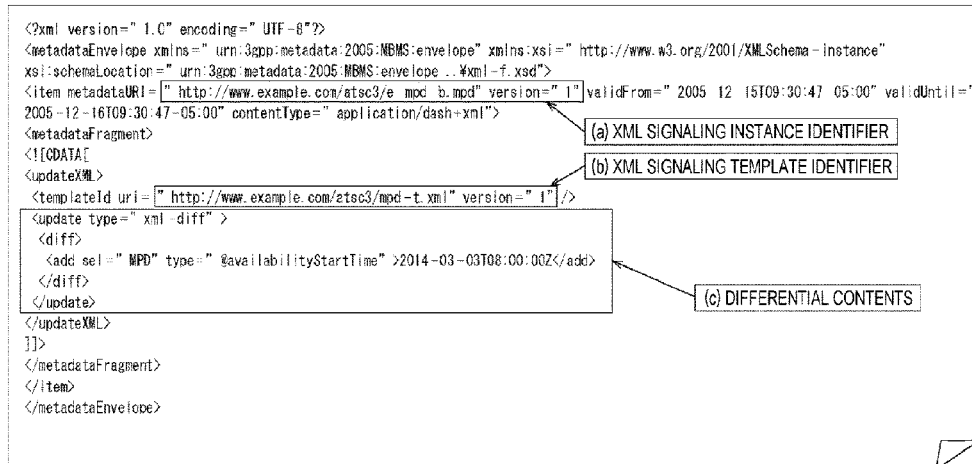 <?xml version=" 1.0" encoding=" UTF-8"?>
<metadataEnvelope xmlns=" urn:3gpp:metadata:2005:MBMS:envelope" xmlns:xsi=" http://www.w3.org/2001/XMLSchema-instance"
xsi:schemaLocation=" urn:3gpp:metadata:2005:MBMS:envelope ..¥xml-f.xsd">
<item metadataURI=" http://www.example.com/atsc3/e mpd b.mpd" version=" 1" validFrom=" 2005 12 15T09:30:47 05:00" validUntil="
2005-12-16T09:30:47-05:00" contentType=" application/dash+xml">
<metadataFragment>
(a) XML SIGNALING INSTANCE IDENTIFIER
<![CDATA[
(b) XML SIGNALING TEMPLATE IDENTIFIER
<updateXML>
<templateId uri=" http://www.example.com/atsc3/mpd-t.xml" version=" 1" />
<update type=" xml-diff" >
<diff>
<add sel=" MPD" type=" @availabilityStartTime" >2014-03-03T08:00:00Z</add>
</diff>
(c) DIFFERENTIAL CONTENTS
</update>
</updateXML>
]]>
</metadataFragment>
</item>
</metadataEnvelope>